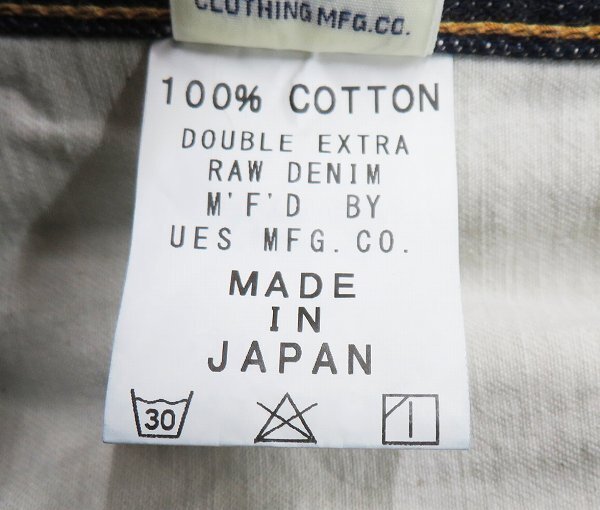 CLOTHING MFG.CO.
100% COTTON
DOUBLE EXTRA
RAW DENIM
M'F'D BY
UES MFG.CO.
MADE
IN
JAPAN
30